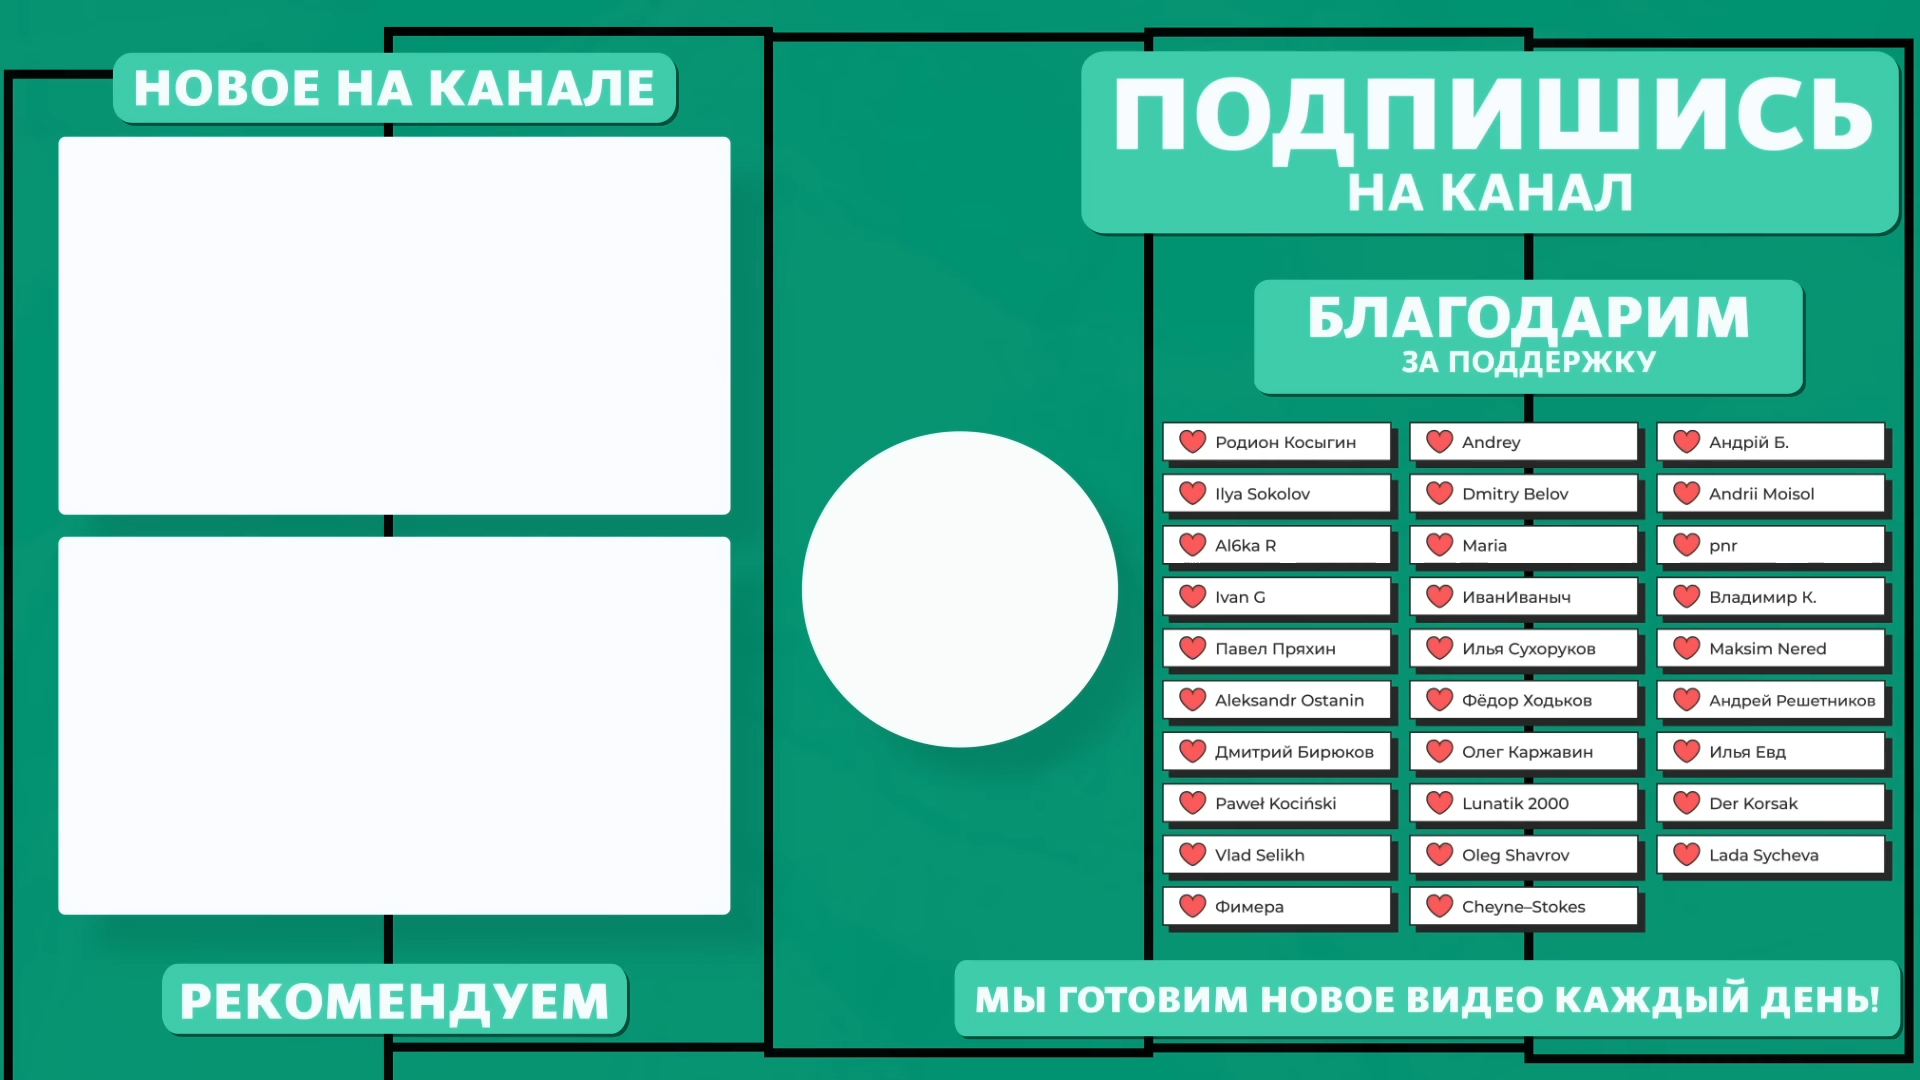 НОВОЕ НА КАНАЛЕ
РЕКОМЕНДУЕМ
ПОДПИШИСЬ
НА КАНАЛ
БЛАГОДАРИМ
ЗА ПОДДЕРЖКУ
Родион Косыгин
Andrey
Андрій Б.
Ilya Sokolov
Dmitry Belov
Andrii Moisol
Al6ka R
Maria
pnr
Ivan G
ИванИваныч
Владимир К.
Павел Пряхин
Илья Сухоруков
Maksim Nered
Aleksandr Ostanin
Фёдор Ходьков
Андрей Решетников
Дмитрий Бирюков
Олег Каржавин
Илья Евд
Paweł Kociński
Lunatik 2000
Der Korsak
Vlad Selikh
Oleg Shavrov
Lada Sycheva
Фимера
Cheyne–Stokes
МЫ ГОТОВИМ НОВОЕ ВИДЕО КАЖДЫЙ ДЕНЬ!